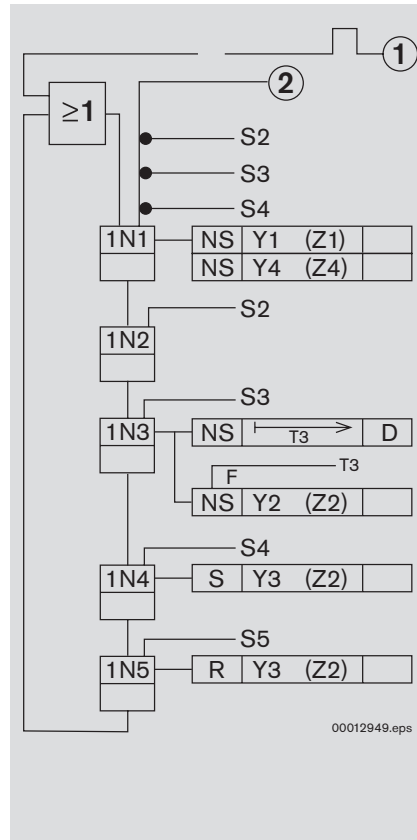 1
≥1
2
S2
S3
S4
1N1 NS Y1 (Z1)
NS Y4 (Z4)
S2
1N2
S3
1N3 NS T3 D
T3
F
NS Y2 (Z2)
S4
1N4 S Y3 (Z2)
S5
1N5 R Y3 (Z2)
00012949.eps